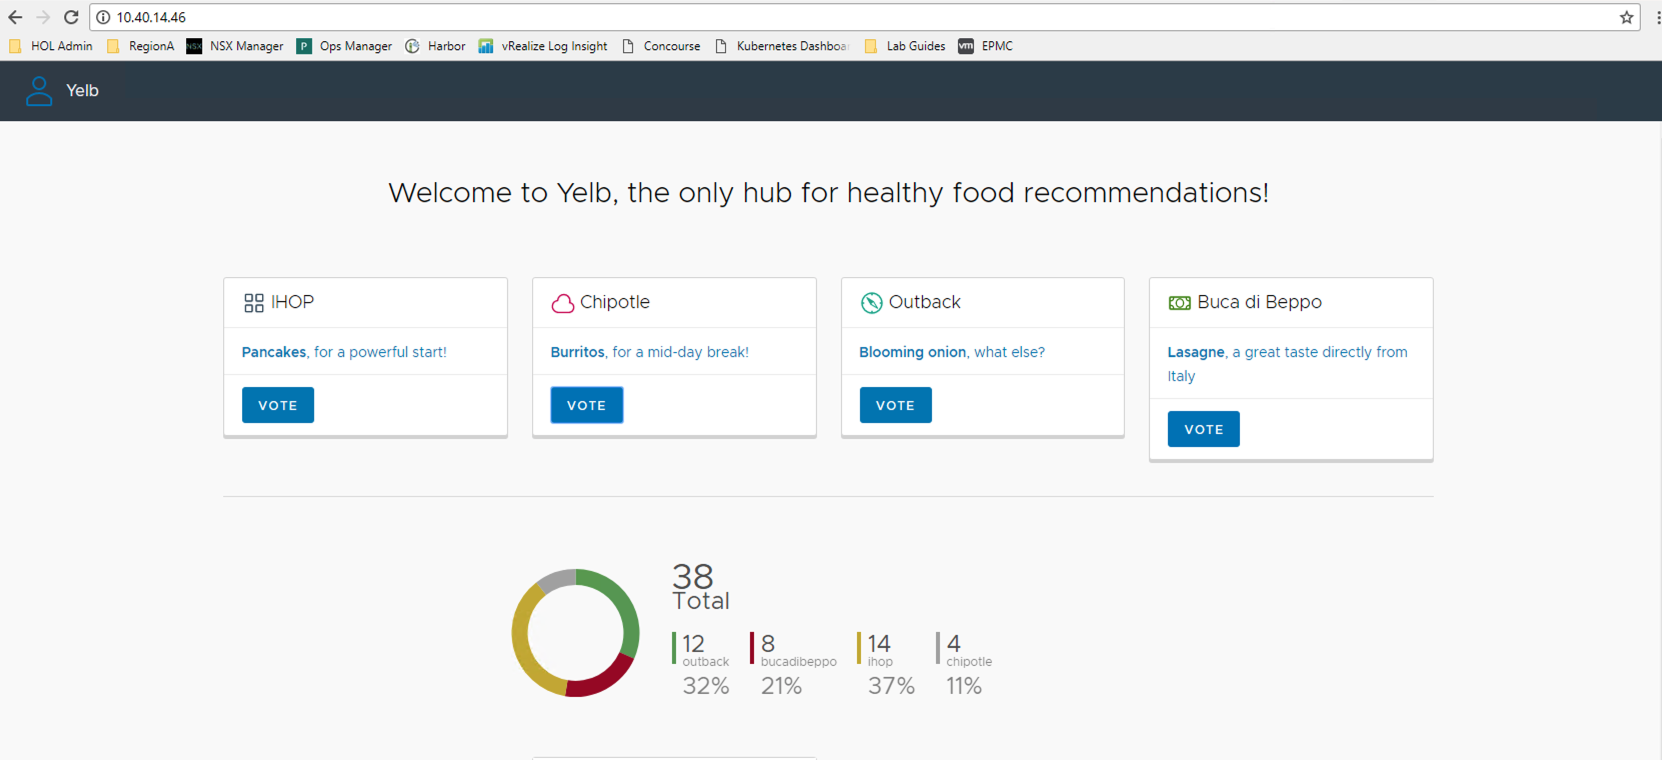 10.40.14.46
HOL Admin RegionA NSX NSX Manager P Ops Manager Harbor vRealize Log Insight Concourse Kubernetes Dashboa Lab Guides vm EPMC
Yelb
Welcome to Yelb, the only hub for healthy food recommendations!
IHOP
Pancakes, for a powerful start!
VOTE
Chipotle
Burritos, for a mid-day break!
VOTE
Outback
Blooming onion, what else?
VOTE
Buca di Beppo
Lasagne, a great taste directly from
Italy
VOTE
38
Total
12
outback
32%
8
bucadibeppo
21%
14
ihop
37%
4
chipotle
11%